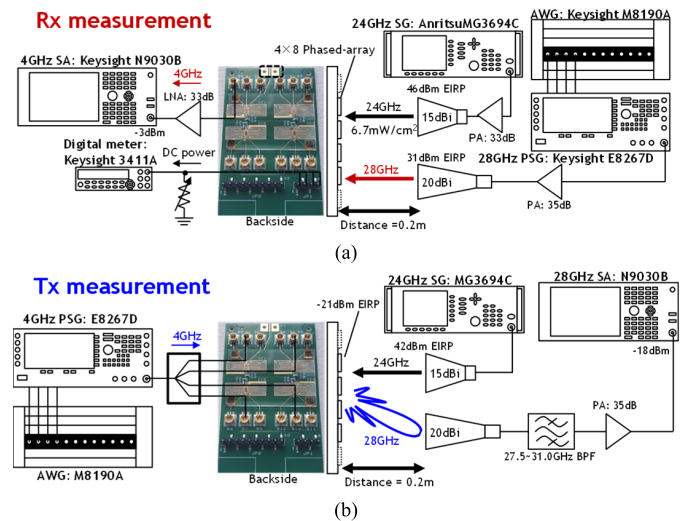 Rx measurement
24GHz SG: AnritsuMG3694C
AWG: Keysight M8190A
4GHz SA: Keysight N9030B
4GHz
LNA: 33dB
-3dBm
4×8 Phased-array
46dBm EIRP
24GHz
6.7mW/cm2
15dBi
PA: 33dB
Digital meter:
Keysight 3411A
DC power
31dBm EIRP
28GHz PSG: Keysight E8267D
28GHz
20dBi
PA: 35dB
Backside
Distance =0.2m
(a)
Tx measurement
24GHz SG: MG3694C
28GHz SA: N9030B
-21dBm EIRP
4GHz PSG: E8267D
4GHz
42dBm EIRP
24GHz
15dBi
-18dBm
PA: 35dB
28GHz
20dBi
27.5~31.0GHz BPF
AWG: M8190A
Backside
Distance = 0.2m
(b)